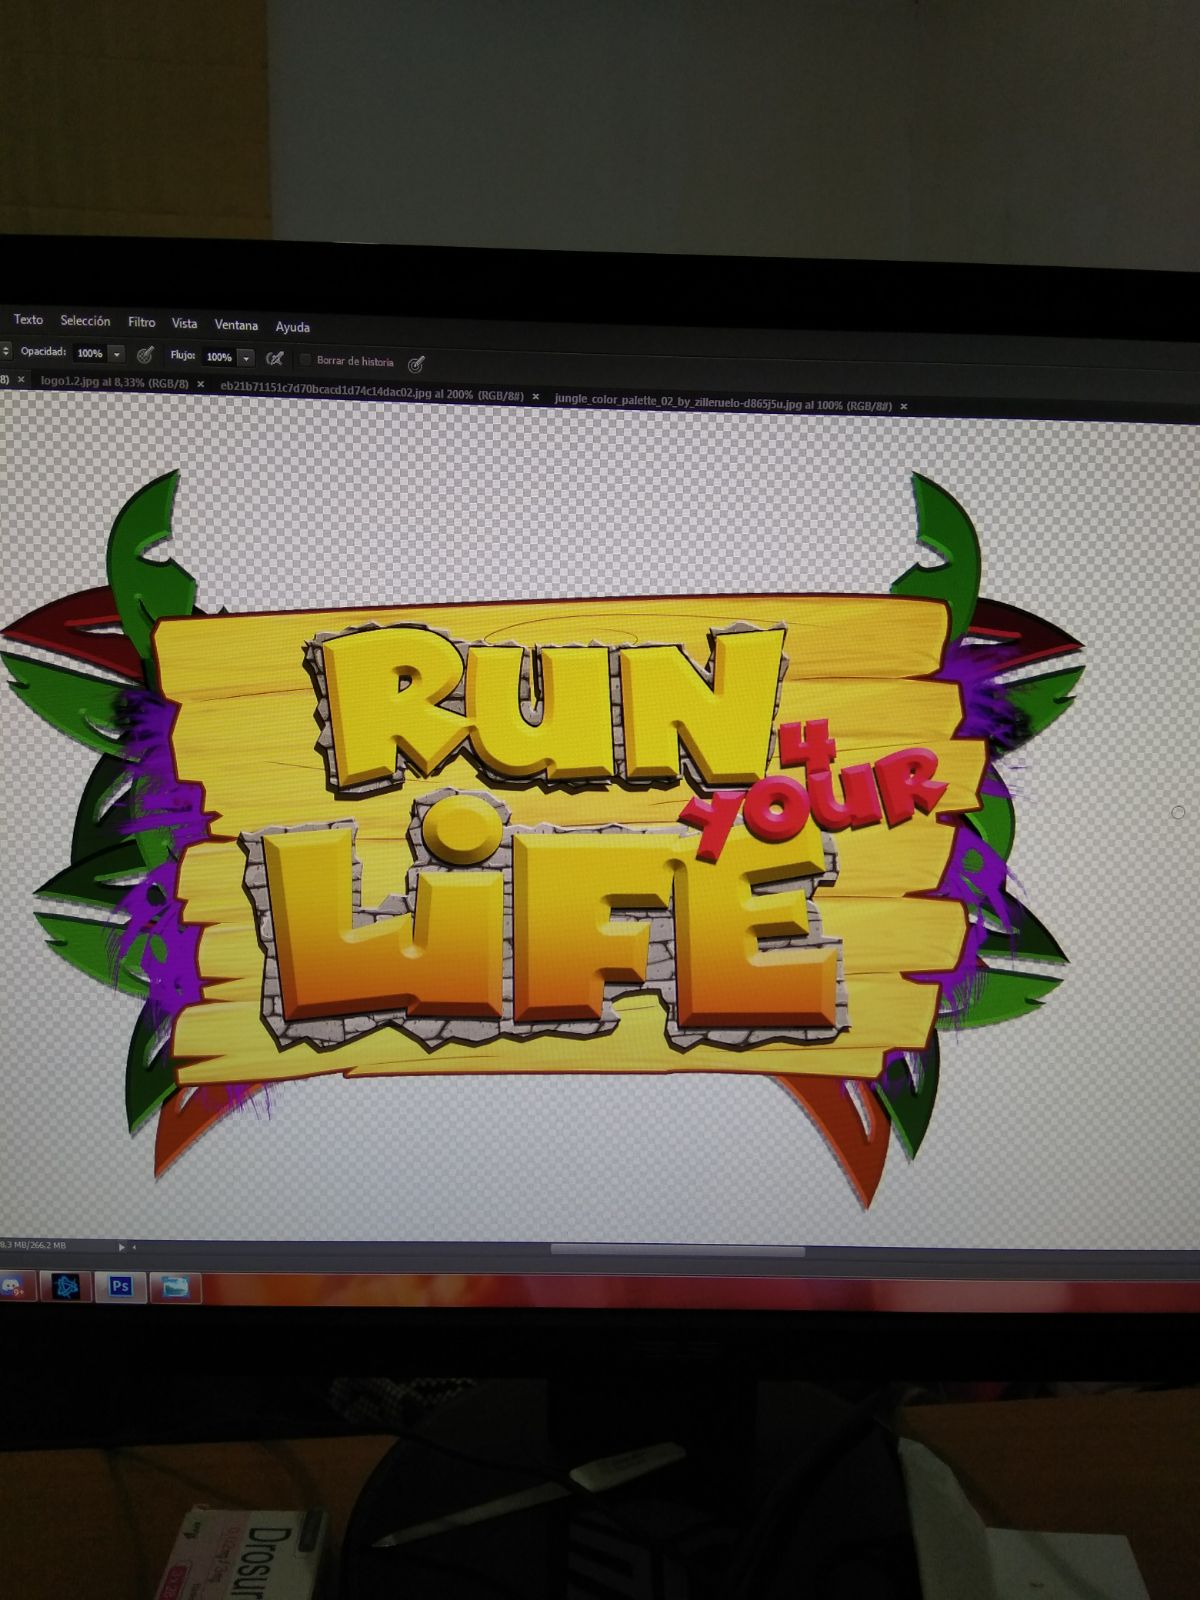 Texto Selección Filtro Vista Ventana Ayuda
Opacidad: 100% Flujo: 100% Borrar de historia
8) × logo1.2.jpg al 8,33% (RGB/8) × eb21b71151c7d70bcacd1d74c14dac02.jpg al 200% (RGB/8#) × jungle_color_palette_02_by_zilleruelo-d865j5u.jpg al 100% (RGB/8#) ×
RUN
4
YOUR
LiFE
8,3 MB/266,2 MB
9+
Ps
Drosur